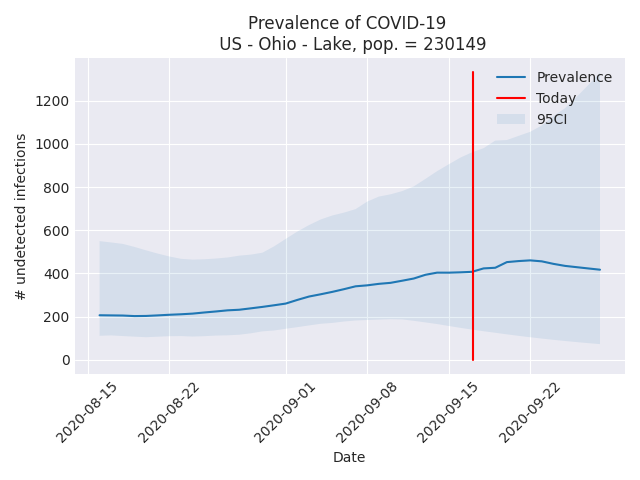 Prevalence of COVID-19
US - Ohio - Lake, pop. = 230149
Prevalence
Today
95CI
1200
1000
800
600
400
200
0
# undetected infections
2020-08-15
2020-08-22
2020-09-01
2020-09-08
2020-09-15
2020-09-22
Date